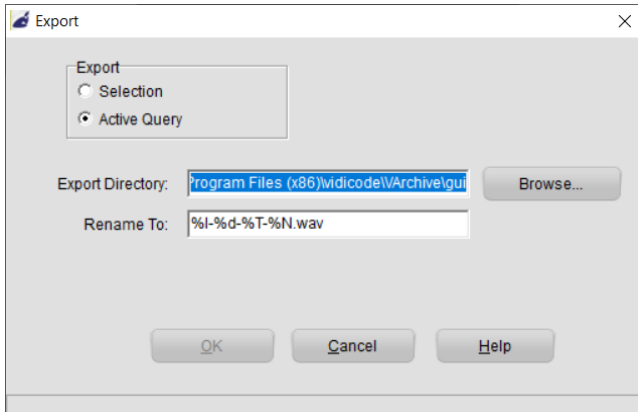 Export
Export
Selection
Active Query
Export Directory: Program Files (x86)\vidicode\VArchive\gui Browse...
Rename To: %I-%d-%T-%N.wav
OK Cancel Help